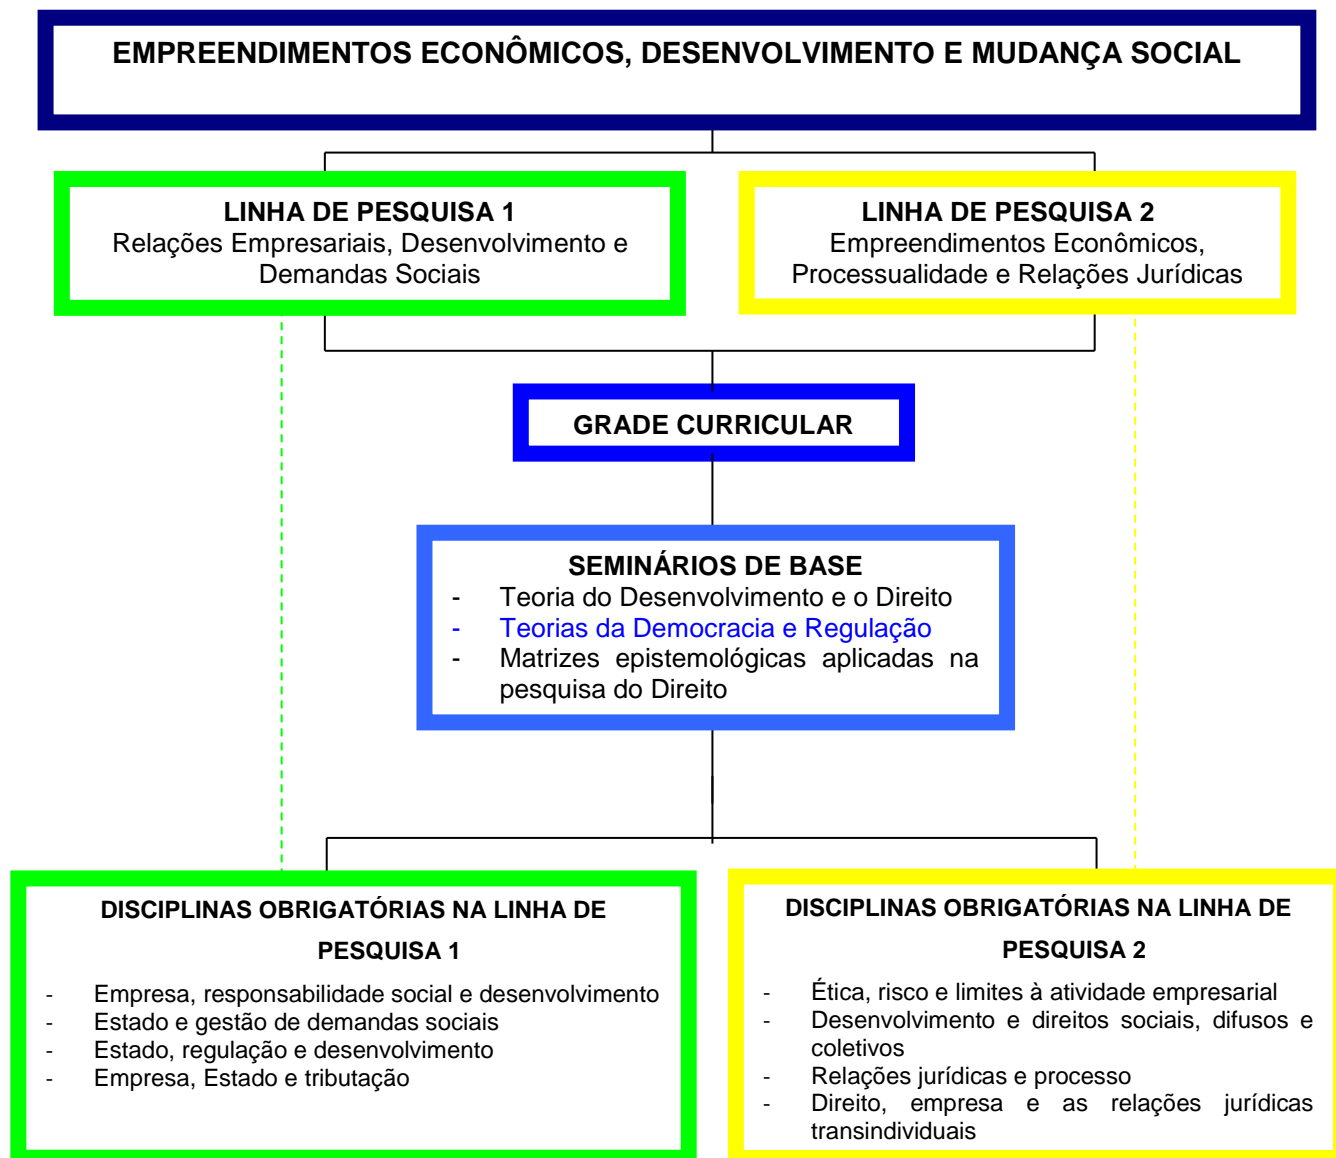 EMPREENDIMENTOS ECONÔMICOS, DESENVOLVIMENTO E MUDANÇA SOCIAL
LINHA DE PESQUISA 1
Relações Empresariais, Desenvolvimento e
Demandas Sociais
LINHA DE PESQUISA 2
Empreendimentos Econômicos,
Processualidade e Relações Jurídicas
GRADE CURRICULAR
SEMINÁRIOS DE BASE
- Teoria do Desenvolvimento e o Direito
- Teorias da Democracia e Regulação
- Matrizes epistemológicas aplicadas na
pesquisa do Direito
DISCIPLINAS OBRIGATÓRIAS NA LINHA DE
PESQUISA 1
- Empresa, responsabilidade social e desenvolvimento
- Estado e gestão de demandas sociais
- Estado, regulação e desenvolvimento
- Empresa, Estado e tributação
DISCIPLINAS OBRIGATÓRIAS NA LINHA DE
PESQUISA 2
- Ética, risco e limites à atividade empresarial
- Desenvolvimento e direitos sociais, difusos e
coletivos
- Relações jurídicas e processo
- Direito, empresa e as relações jurídicas
transindividuais